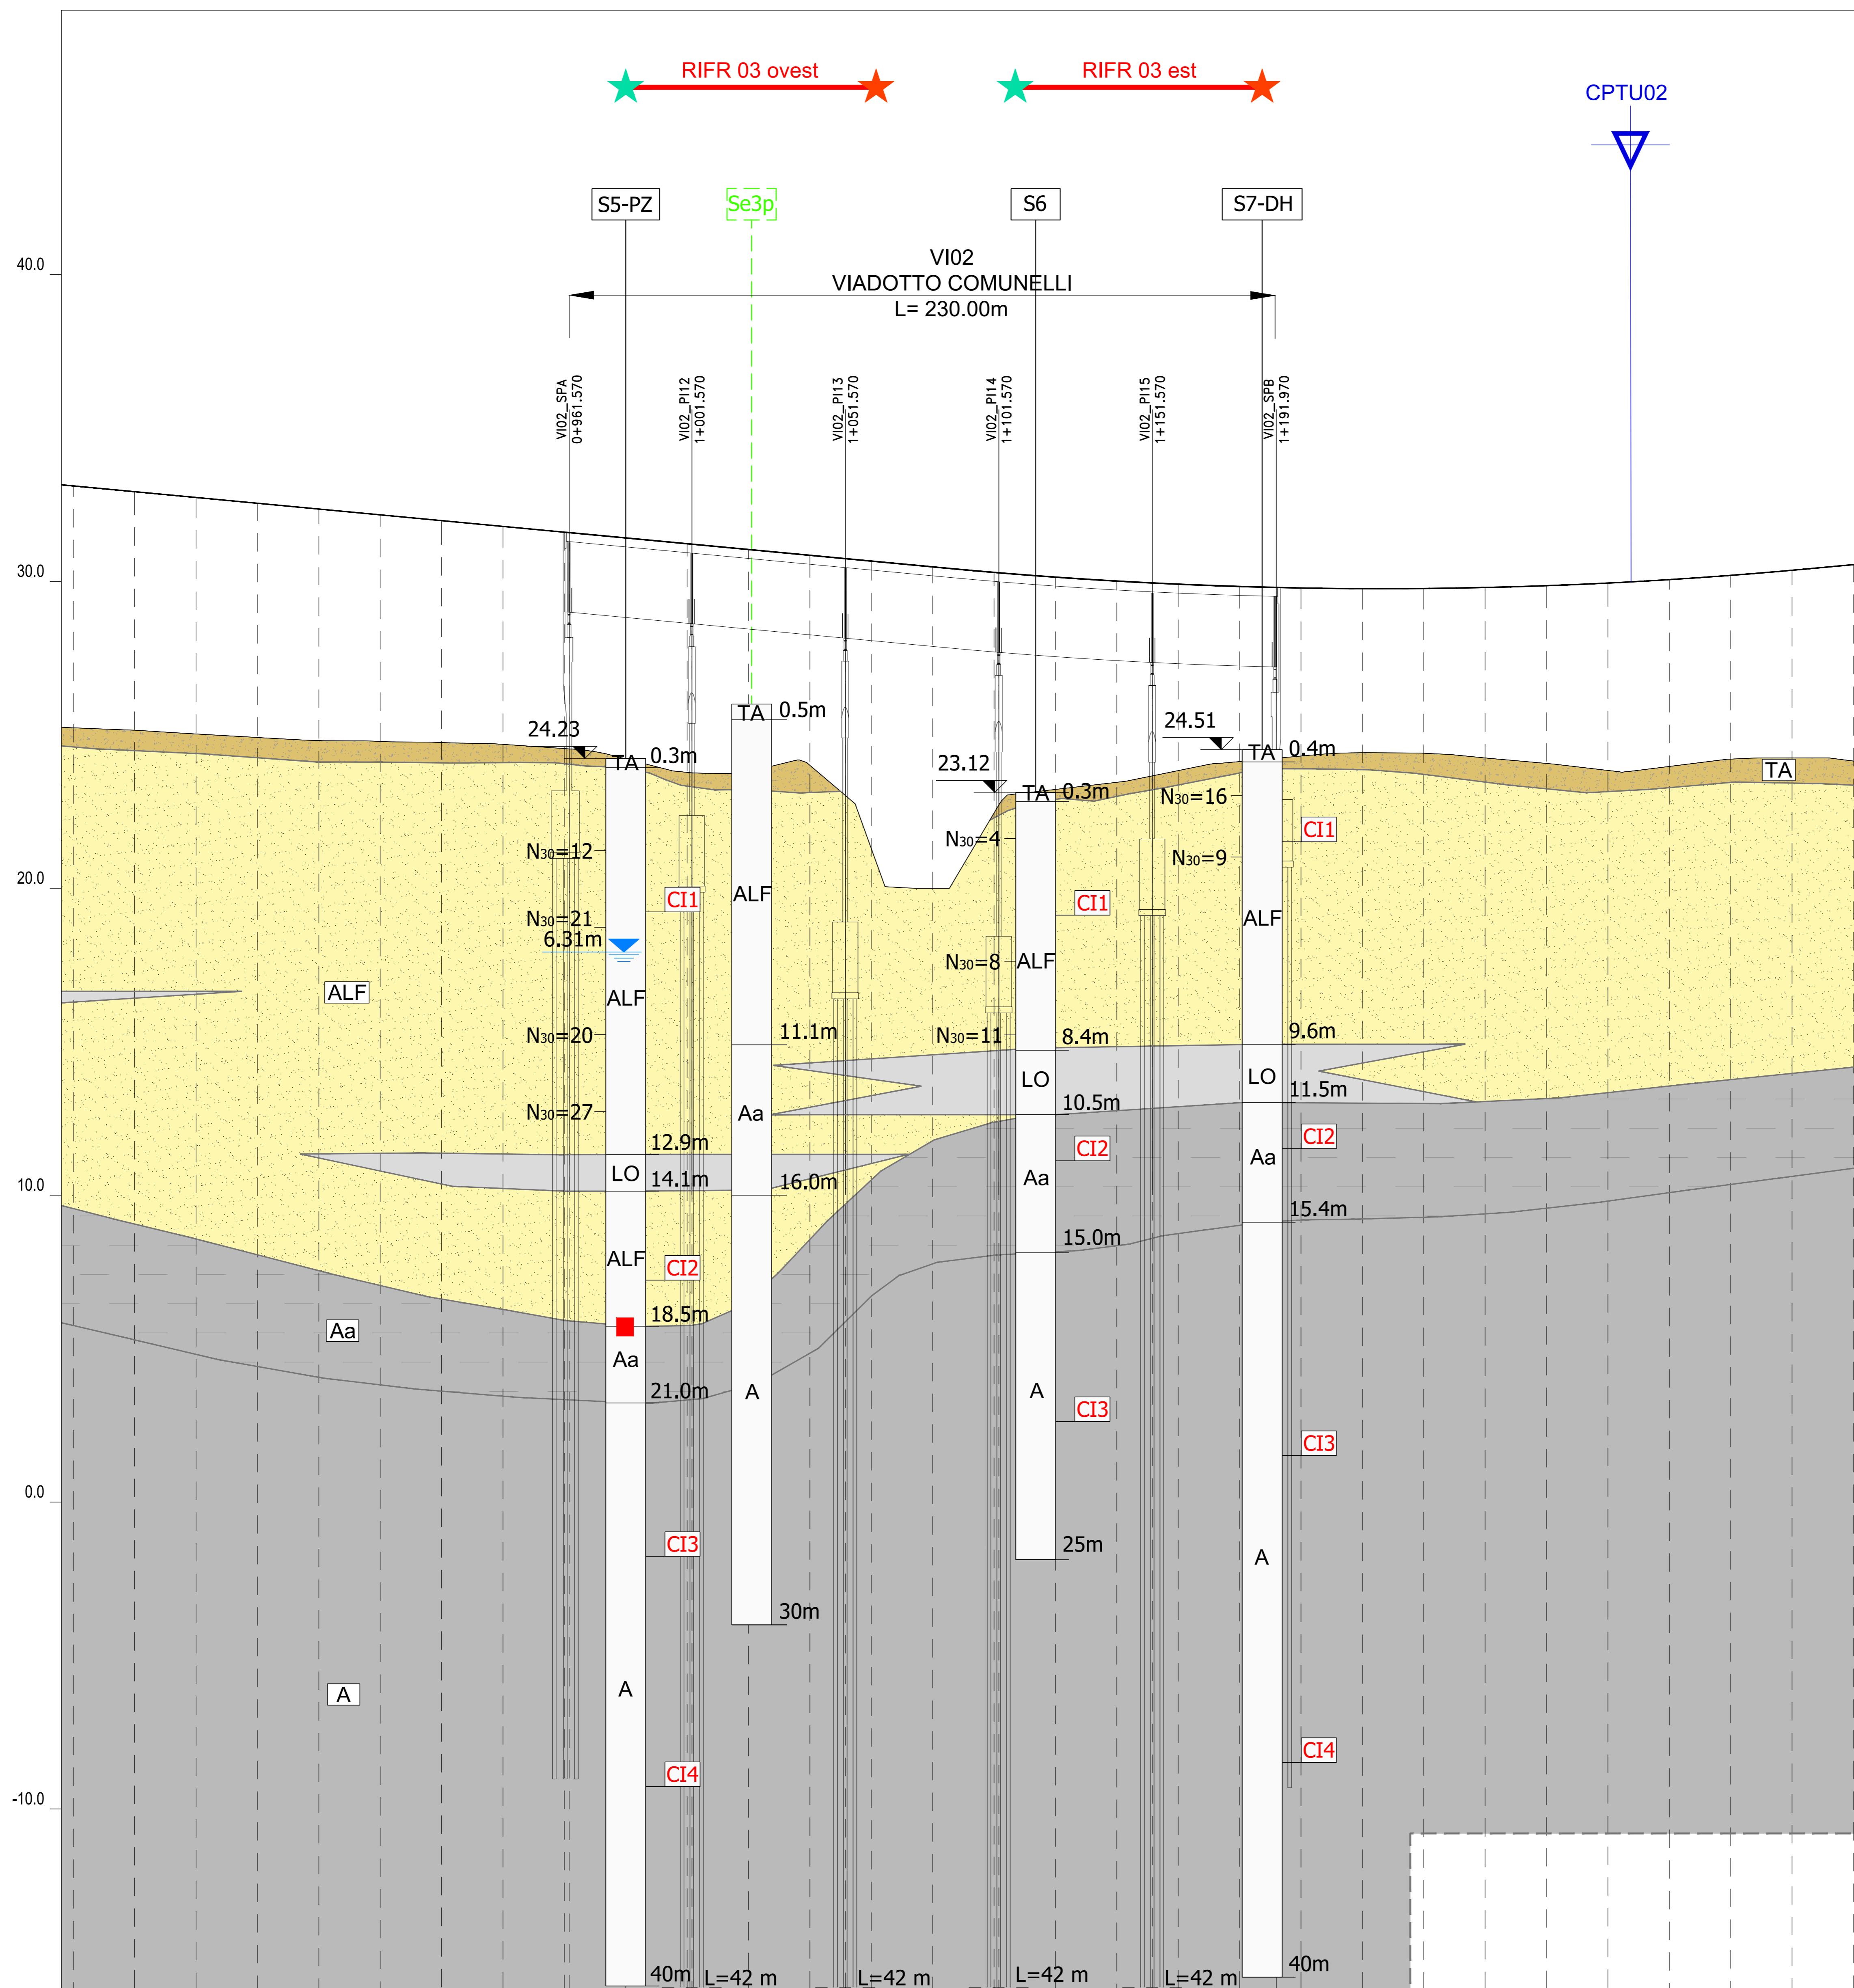 RIFR 03 ovest
RIFR 03 est
CPTU02
S5-PZ
Se3p
S6
S7-DH
VI02
VIADOTTO COMUNELLI
L= 230.00m
40.0
30.0
20.0
10.0
0.0
-10.0
VI02_SPA
0+961.570
VI02_PI12
1+001.570
VI02_PI13
1+051.570
VI02_PI14
1+101.570
VI02_PI15
1+151.570
VI02_SPB
1+191.970
24.23
TA
0.3m
N30=12
CI1
N30=21
6.31m
ALF
N30=20
N30=27
12.9m
LO
14.1m
ALF
CI2
18.5m
Aa
21.0m
CI3
A
CI4
40m
TA
0.5m
ALF
11.1m
Aa
16.0m
A
30m
23.12
TA
0.3m
N30=4
CI1
N30=8
ALF
N30=11
8.4m
LO
10.5m
CI2
Aa
15.0m
A
CI3
25m
24.51
TA
0.4m
N30=16
CI1
N30=9
ALF
9.6m
LO
11.5m
CI2
Aa
15.4m
CI3
A
CI4
40m
TA
ALF
Aa
A
L=42 m
L=42 m
L=42 m
L=42 m